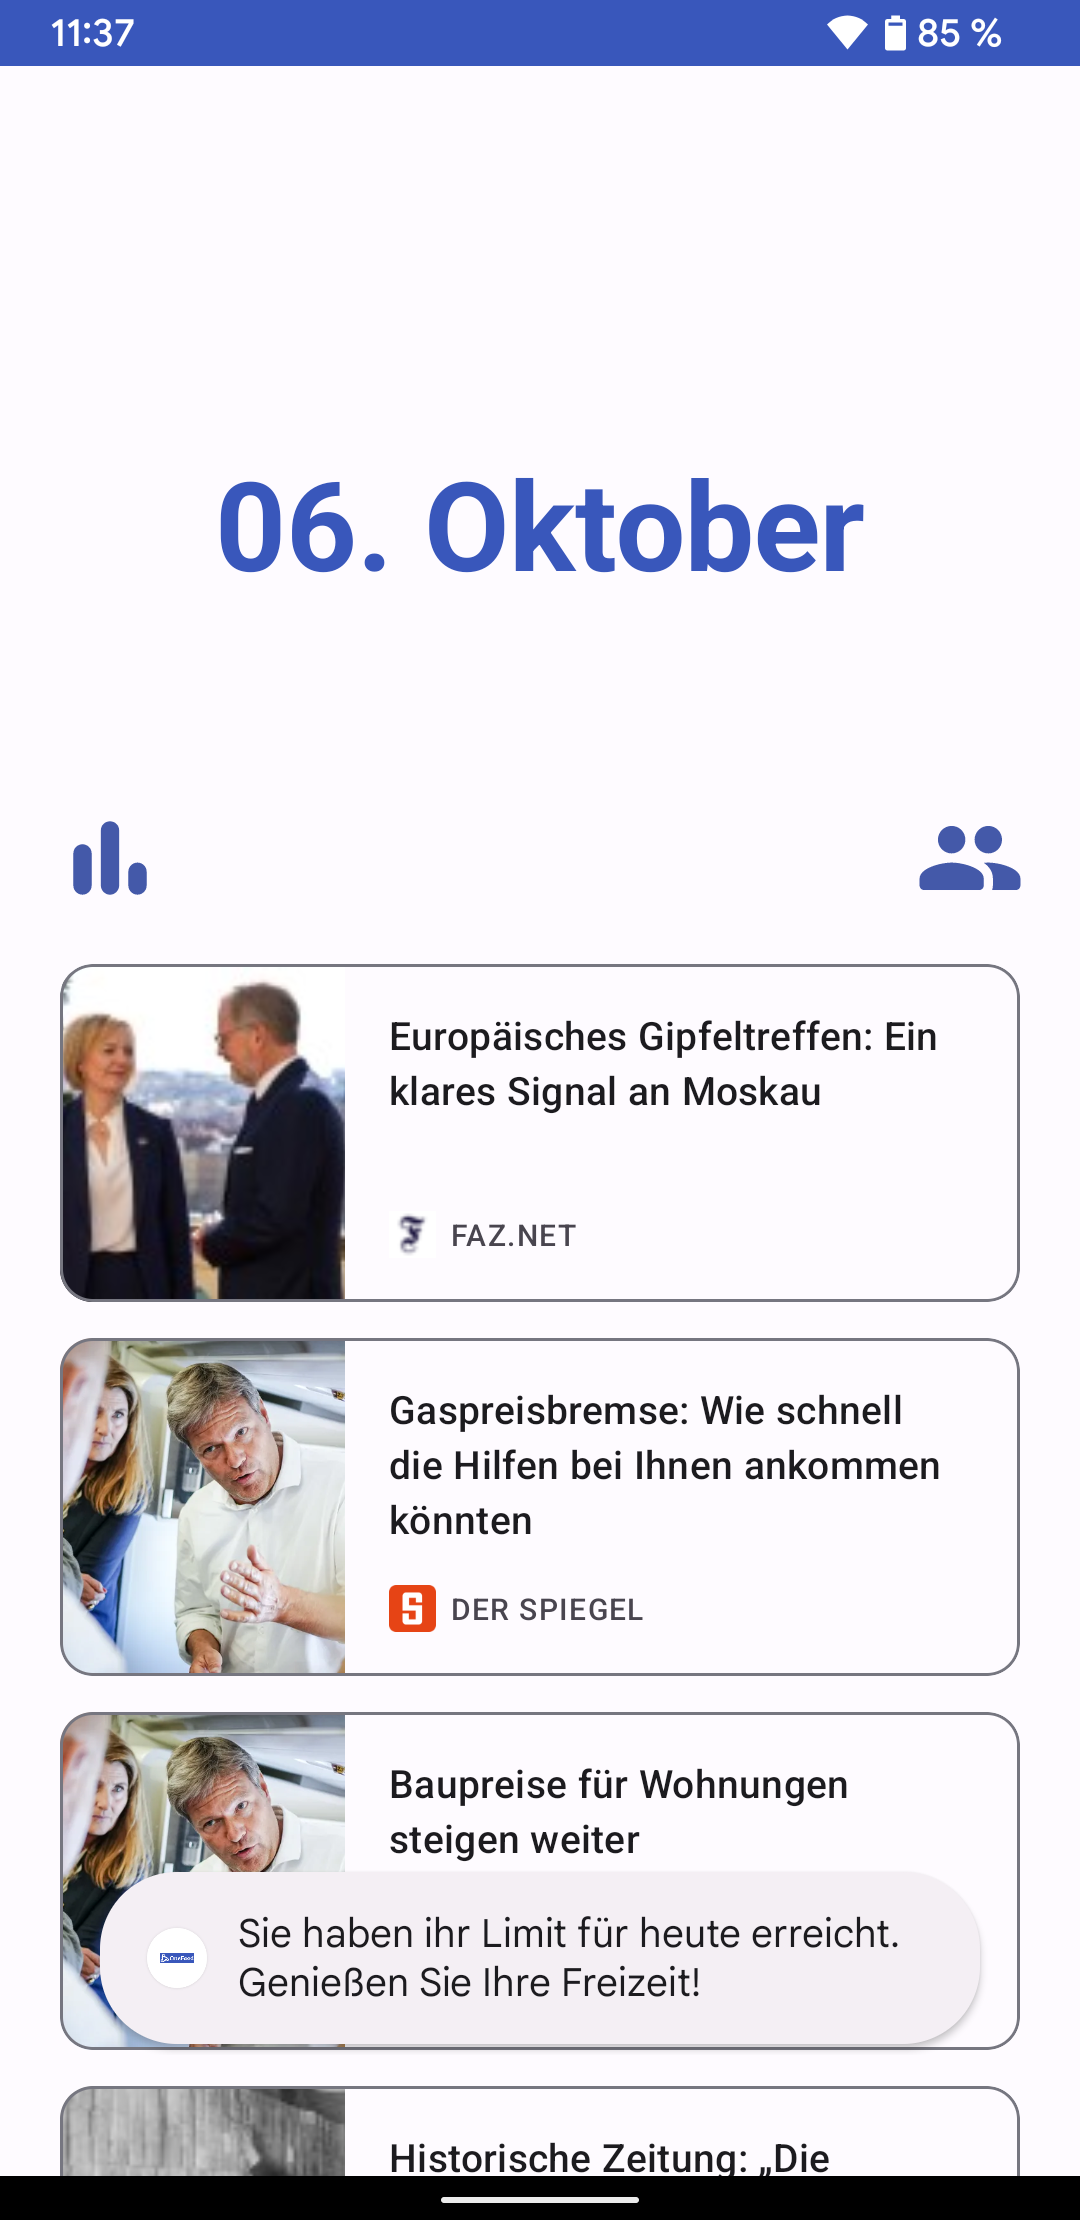 11:37
85 %
06. Oktober
Europäisches Gipfeltreffen: Ein
klares Signal an Moskau
FAZ.NET
Gaspreisbremse: Wie schnell
die Hilfen bei Ihnen ankommen
könnten
DER SPIEGEL
Baupreise für Wohnungen
steigen weiter
Sie haben ihr Limit für heute erreicht.
Genießen Sie Ihre Freizeit!
Historische Zeitung: „Die